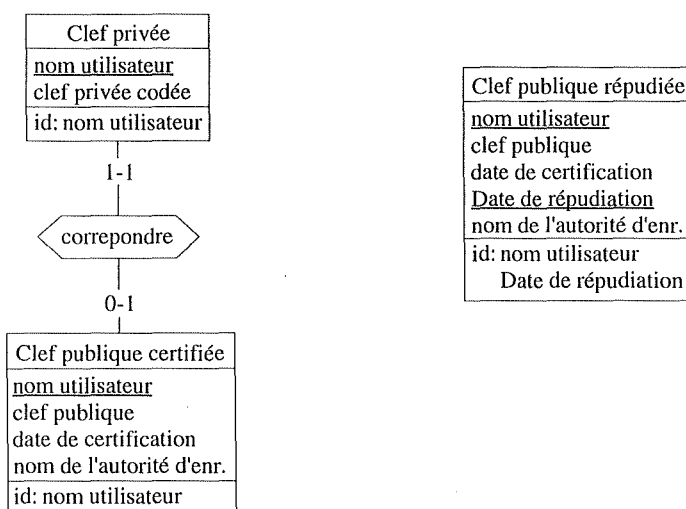 Clef privée
nom utilisateur
clef privée codée
id: nom utilisateur
1-1
correpondre
0-1
Clef publique certifiée
nom utilisateur
clef publique
date de certification
nom de l'autorité d'enr.
id: nom utilisateur
Clef publique répudiée
nom utilisateur
clef publique
date de certification
Date de répudiation
nom de l'autorité d'enr.
id: nom utilisateur
Date de répudiation